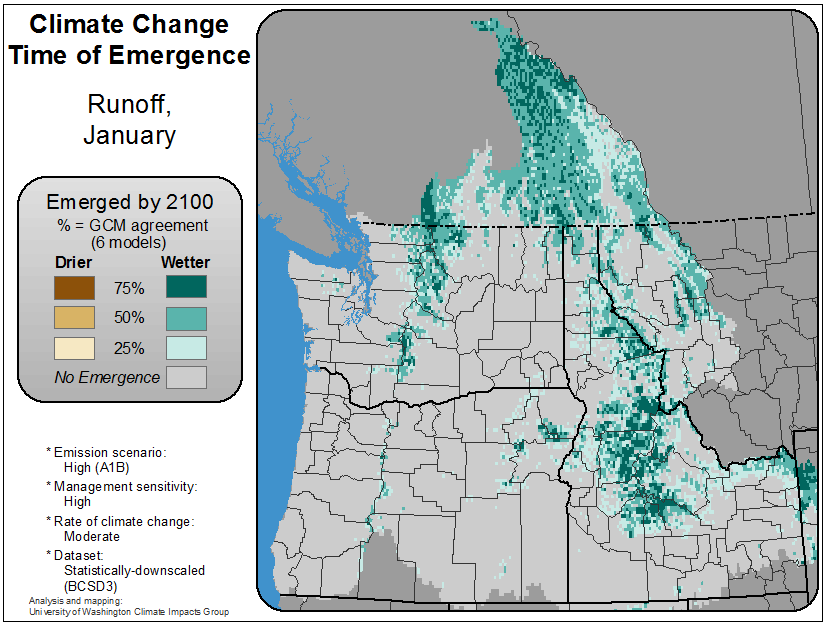 Climate Change
Time of Emergence
Runoff,
January
Emerged by 2100
% = GCM agreement
(6 models)
Drier Wetter
75%
50%
25%
No Emergence
* Emission scenario:
High (A1B)
* Management sensitivity:
High
* Rate of climate change:
Moderate
* Dataset:
Statistically-downscaled
(BCSD3)
Analysis and mapping:
University of Washington Climate Impacts Group